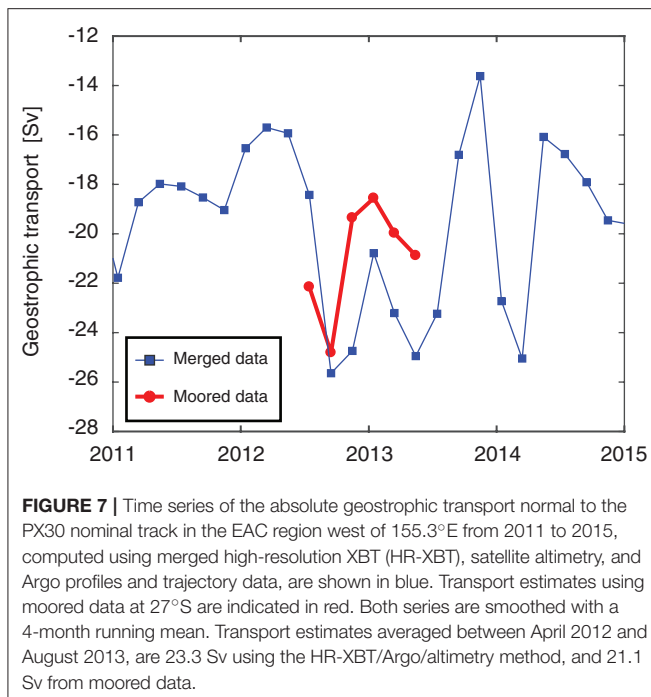 -12
-14
-16
-18
-20
-22
-24
-26
-28
Geostrophic transport [Sv]
Merged data
Moored data
2011 2012 2013 2014 2015
FIGURE 7 | Time series of the absolute geostrophic transport normal to the
PX30 nominal track in the EAC region west of 155.3°E from 2011 to 2015,
computed using merged high-resolution XBT (HR-XBT), satellite altimetry, and
Argo profiles and trajectory data, are shown in blue. Transport estimates using
moored data at 27°S are indicated in red. Both series are smoothed with a
4-month running mean. Transport estimates averaged between April 2012 and
August 2013, are 23.3 Sv using the HR-XBT/Argo/altimetry method, and 21.1
Sv from moored data.